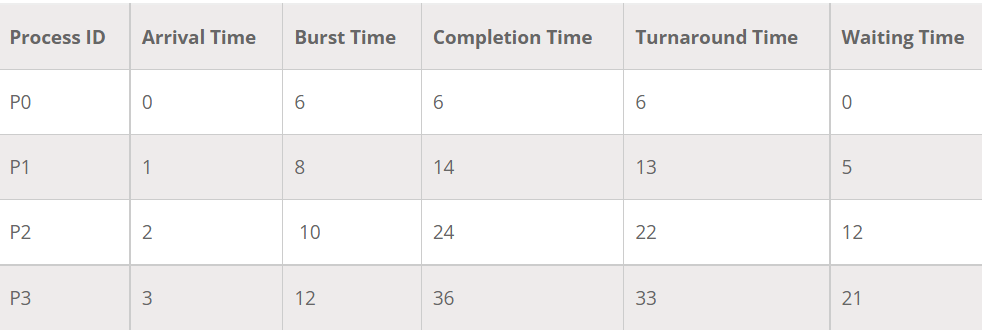 Process ID Arrival Time Burst Time Completion Time Turnaround Time Waiting Time
P0 0 6 6 6 0
P1 1 8 14 13 5
P2 2 10 24 22 12
P3 3 12 36 33 21